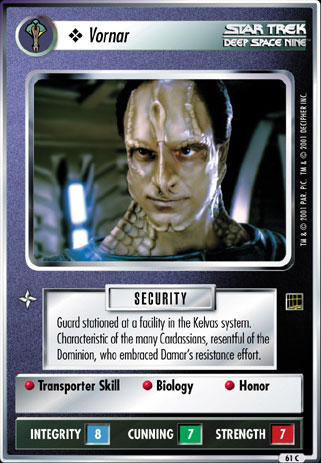 ❖ Vornar
STAR TREK
DEEP SPACE NINE™
TM & © 2001 PAR. PIC. TM & © 2001 DECIPHER INC.
SECURITY
Guard stationed at a facility in the Kelvas system.
Characteristic of the many Cardassians, resentful of the
Dominion, who embraced Damar's resistance effort.
Transporter Skill Biology Honor
INTEGRITY 8 CUNNING 7 STRENGTH 7
61 C